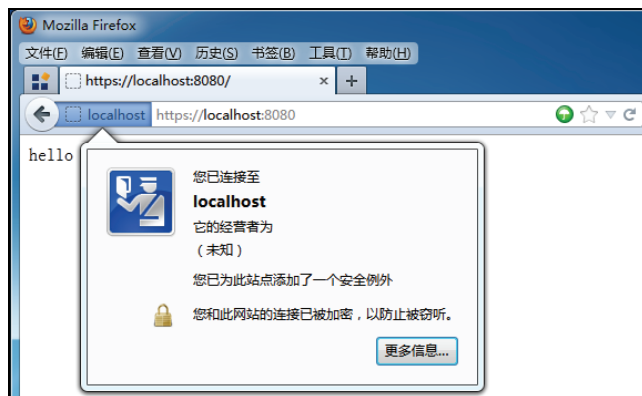 Mozilla Firefox
文件(F) 编辑(E) 查看(V) 历史(S) 书签(B) 工具(T) 帮助(H)
https://localhost:8080/ × +
localhost https://localhost:8080
hello
您已连接至
localhost
它的经营者为
（未知）
您已为此站点添加了一个安全例外
您和此网站的连接已被加密，以防止被窃听。
更多信息...